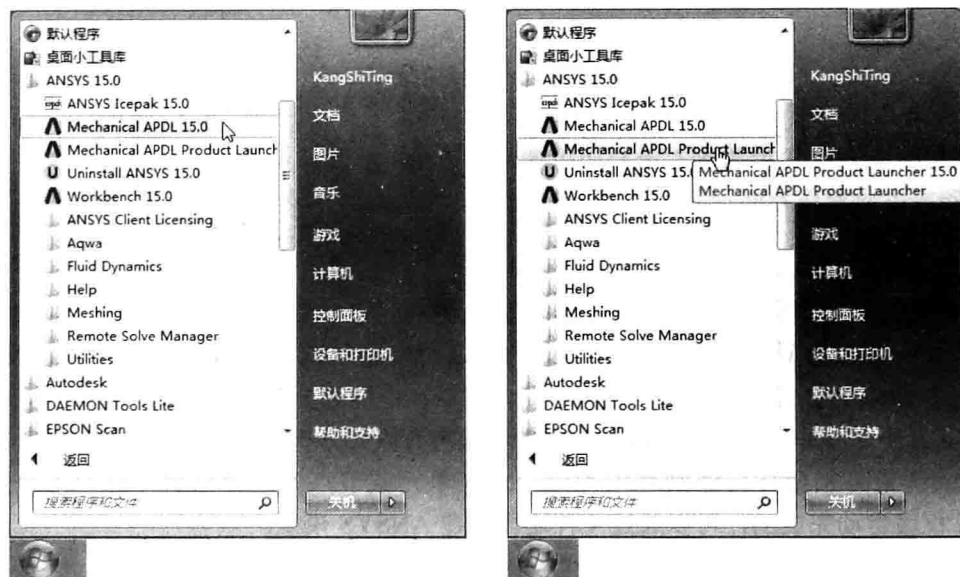 默认程序
桌面小工具库
ANSYS 15.0
ANSYS Icepak 15.0
Mechanical APDL 15.0
Mechanical APDL Product Launch
Uninstall ANSYS 15.0
Workbench 15.0
ANSYS Client Licensing
Aqwa
Fluid Dynamics
Help
Meshing
Remote Solve Manager
Utilities
Autodesk
DAEMON Tools Lite
EPSON Scan
返回
搜索程序和文件
KangShiTing
文档
图片
音乐
游戏
计算机
控制面板
设备和打印机
默认程序
帮助和支持
关机
默认程序
桌面小工具库
ANSYS 15.0
ANSYS Icepak 15.0
Mechanical APDL 15.0
Mechanical APDL Product Launch
Uninstall ANSYS 15.
Mechanical APDL Product Launcher 15.0
Mechanical APDL Product Launcher
Workbench 15.0
ANSYS Client Licensing
Aqwa
Fluid Dynamics
Help
Meshing
Remote Solve Manager
Utilities
Autodesk
DAEMON Tools Lite
EPSON Scan
返回
搜索程序和文件
KangShiTing
文档
图片
游戏
计算机
控制面板
设备和打印机
默认程序
帮助和支持
关机